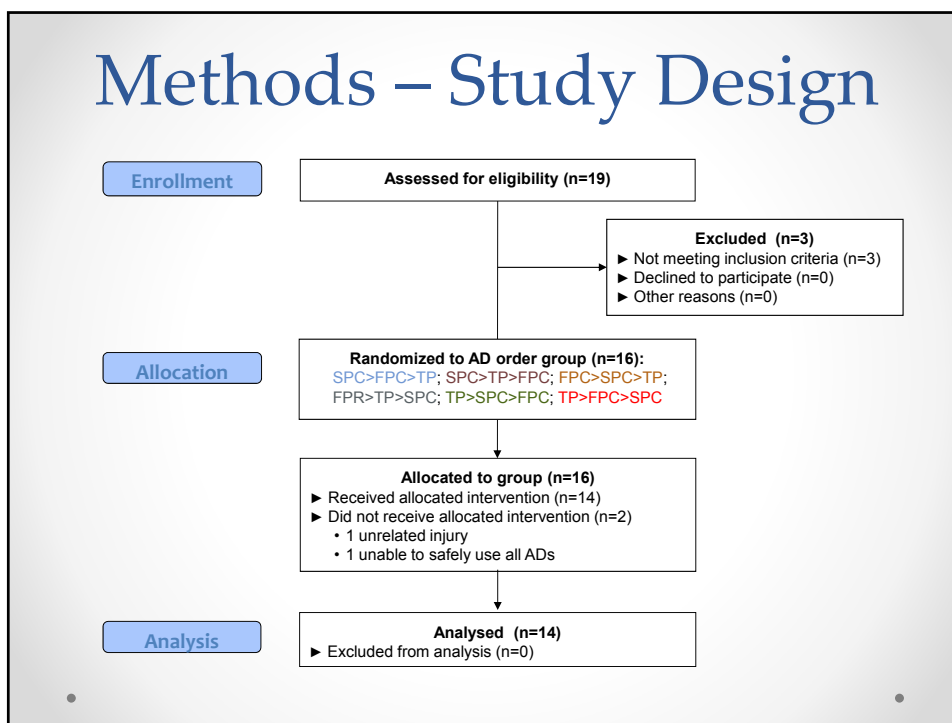 Methods – Study Design
Enrollment
Assessed for eligibility (n=19)
Excluded (n=3)
► Not meeting inclusion criteria (n=3)
► Declined to participate (n=0)
► Other reasons (n=0)
Allocation
Randomized to AD order group (n=16):
SPC>FPC>TP; SPC>TP>FPC; FPC>SPC>TP;
FPR>TP>SPC; TP>SPC>FPC; TP>FPC>SPC
Allocated to group (n=16)
► Received allocated intervention (n=14)
► Did not receive allocated intervention (n=2)
• 1 unrelated injury
• 1 unable to safely use all ADs
Analysis
Analysed (n=14)
► Excluded from analysis (n=0)